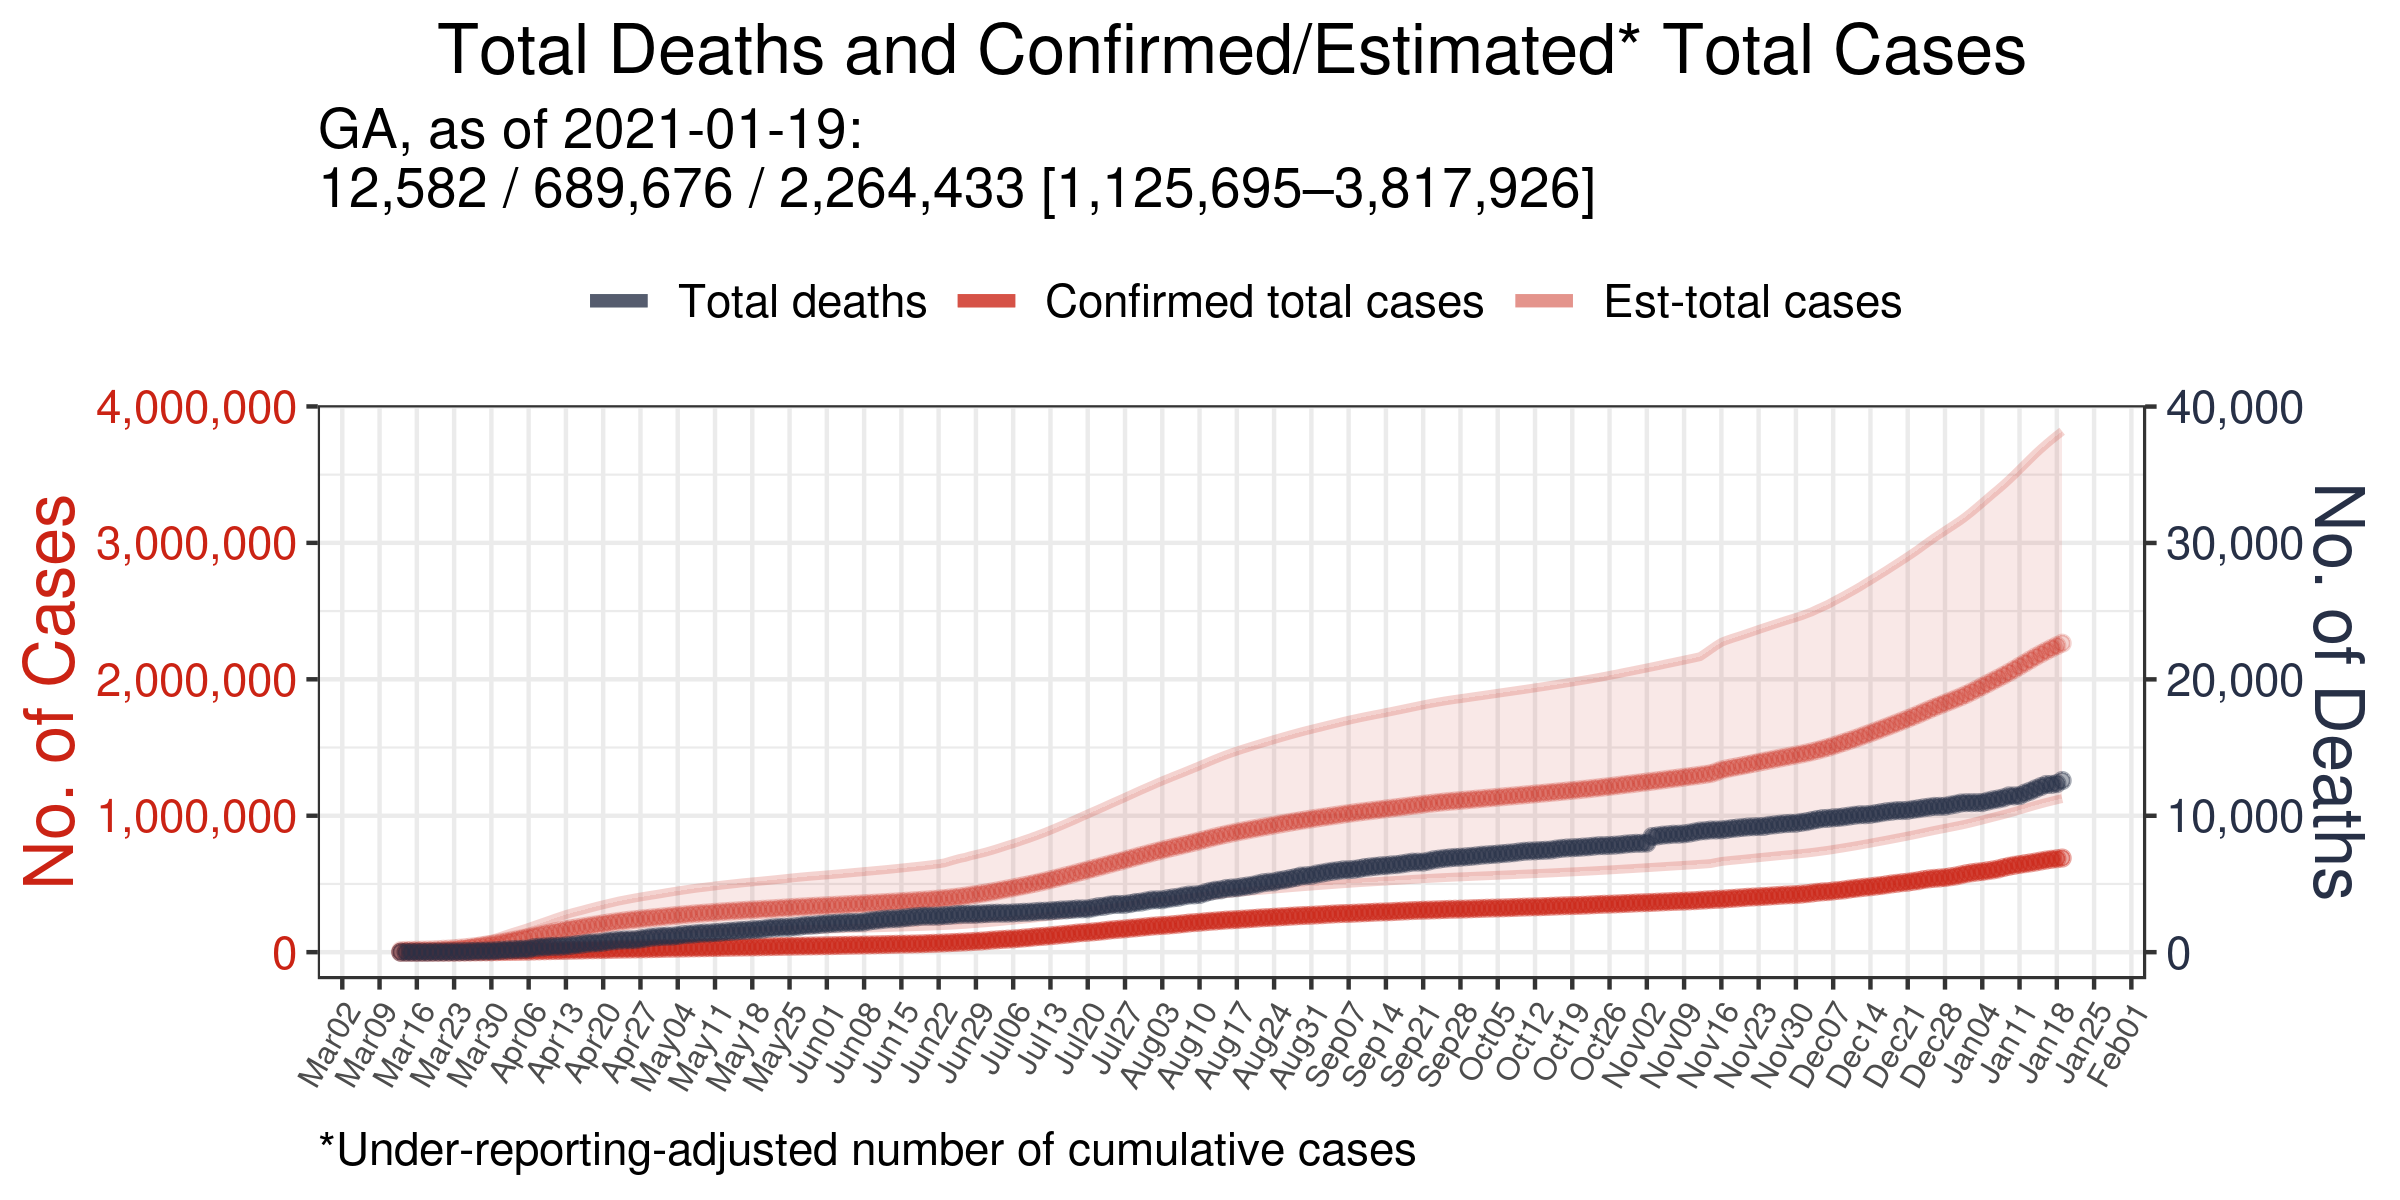 Total Deaths and Confirmed/Estimated* Total Cases
GA, as of 2021-01-19:
12,582 / 689,676 / 2,264,433 [1,125,695–3,817,926]
Total deaths
Confirmed total cases
Est-total cases
No. of Cases
4,000,000
3,000,000
2,000,000
1,000,000
0
40,000
30,000
20,000
10,000
0
No. of Deaths
Mar02
Mar09
Mar16
Mar23
Mar30
Apr06
Apr13
Apr20
Apr27
May04
May11
May18
May25
Jun01
Jun08
Jun15
Jun22
Jun29
Jul06
Jul13
Jul20
Jul27
Aug03
Aug10
Aug17
Aug24
Aug31
Sep07
Sep14
Sep21
Sep28
Oct05
Oct12
Oct19
Oct26
Nov02
Nov09
Nov16
Nov23
Nov30
Dec07
Dec14
Dec21
Dec28
Jan04
Jan11
Jan18
Jan25
Feb01
*Under-reporting-adjusted number of cumulative cases